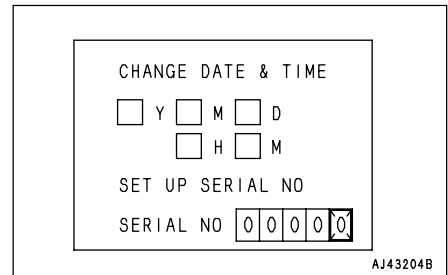 CHANGE DATE & TIME
Y M D
H M
SET UP SERIAL NO
SERIAL NO 0 0 0 0 0
AJ43204B